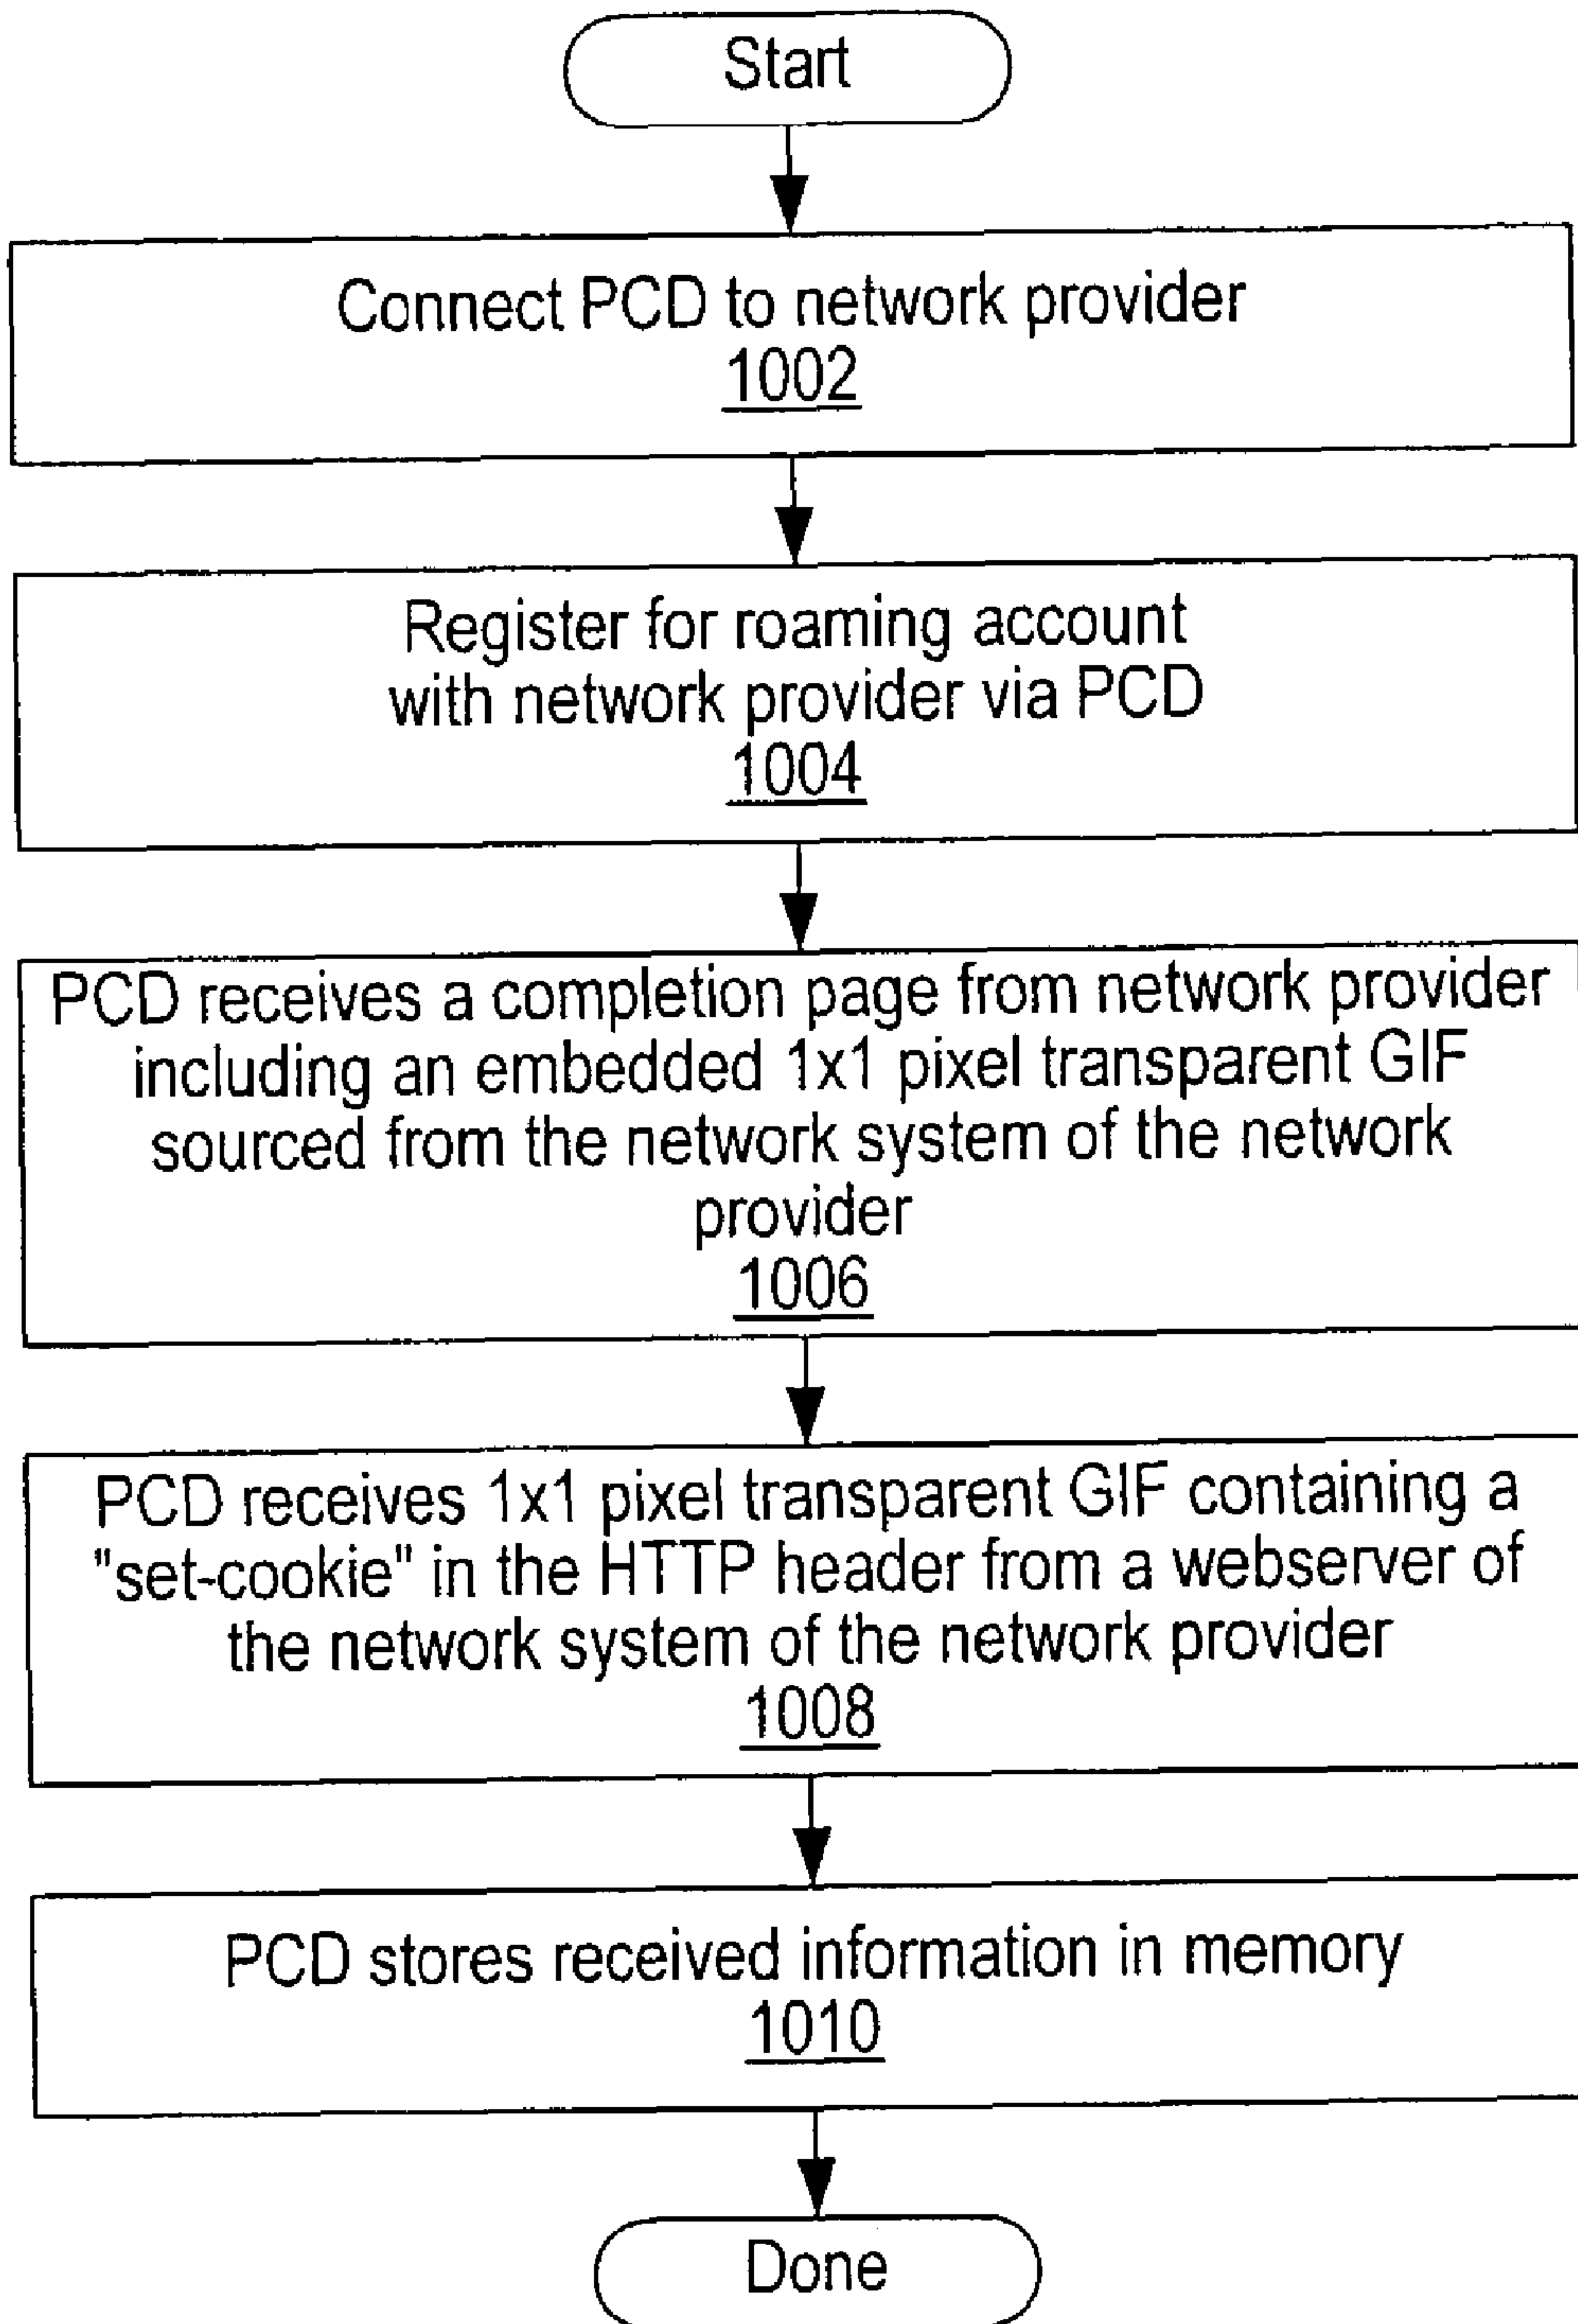 Start
Connect PCD to network provider
1002
Register for roaming account
with network provider via PCD
1004
PCD receives a completion page from network provider
including an embedded 1x1 pixel transparent GIF
sourced from the network system of the network
provider
1006
PCD receives 1x1 pixel transparent GIF containing a
"set-cookie" in the HTTP header from a webserver of
the network system of the network provider
1008
PCD stores received information in memory
1010
Done